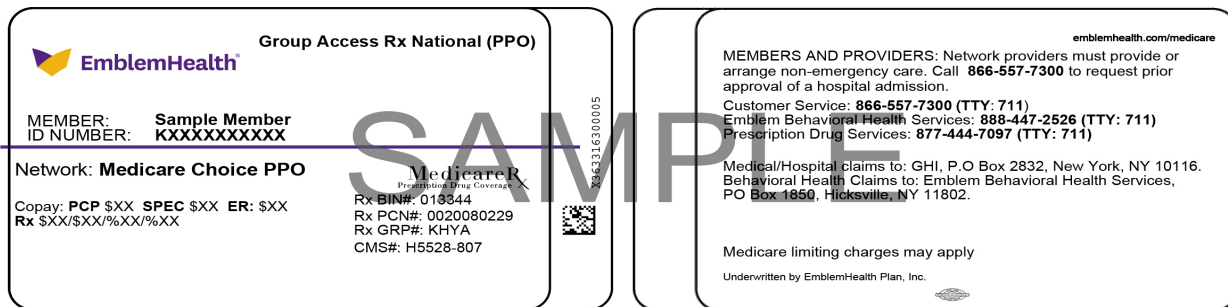 Group Access Rx National (PPO)
EmblemHealth®
MEMBER: Sample Member
ID NUMBER: KXXXXXXXXXX
Network: Medicare Choice PPO
Copay: PCP $XX SPEC $XX ER: $XX
Rx $XX/$XX/%XX/%XX
MedicareRx
Prescription Drug Coverage
Rx BIN#: 013344
Rx PCN#: 0020080229
Rx GRP#: KHYA
CMS#: H5528-807
X3633163000005
SAMPLE
emblemhealth.com/medicare
MEMBERS AND PROVIDERS: Network providers must provide or
arrange non-emergency care. Call 866-557-7300 to request prior
approval of a hospital admission.
Customer Service: 866-557-7300 (TTY: 711)
Emblem Behavioral Health Services: 888-447-2526 (TTY: 711)
Prescription Drug Services: 877-444-7097 (TTY: 711)
Medical/Hospital claims to: GHI, P.O Box 2832, New York, NY 10116.
Behavioral Health Claims to: Emblem Behavioral Health Services,
PO Box 1850, Hicksville, NY 11802.
Medicare limiting charges may apply
Underwritten by EmblemHealth Plan, Inc.